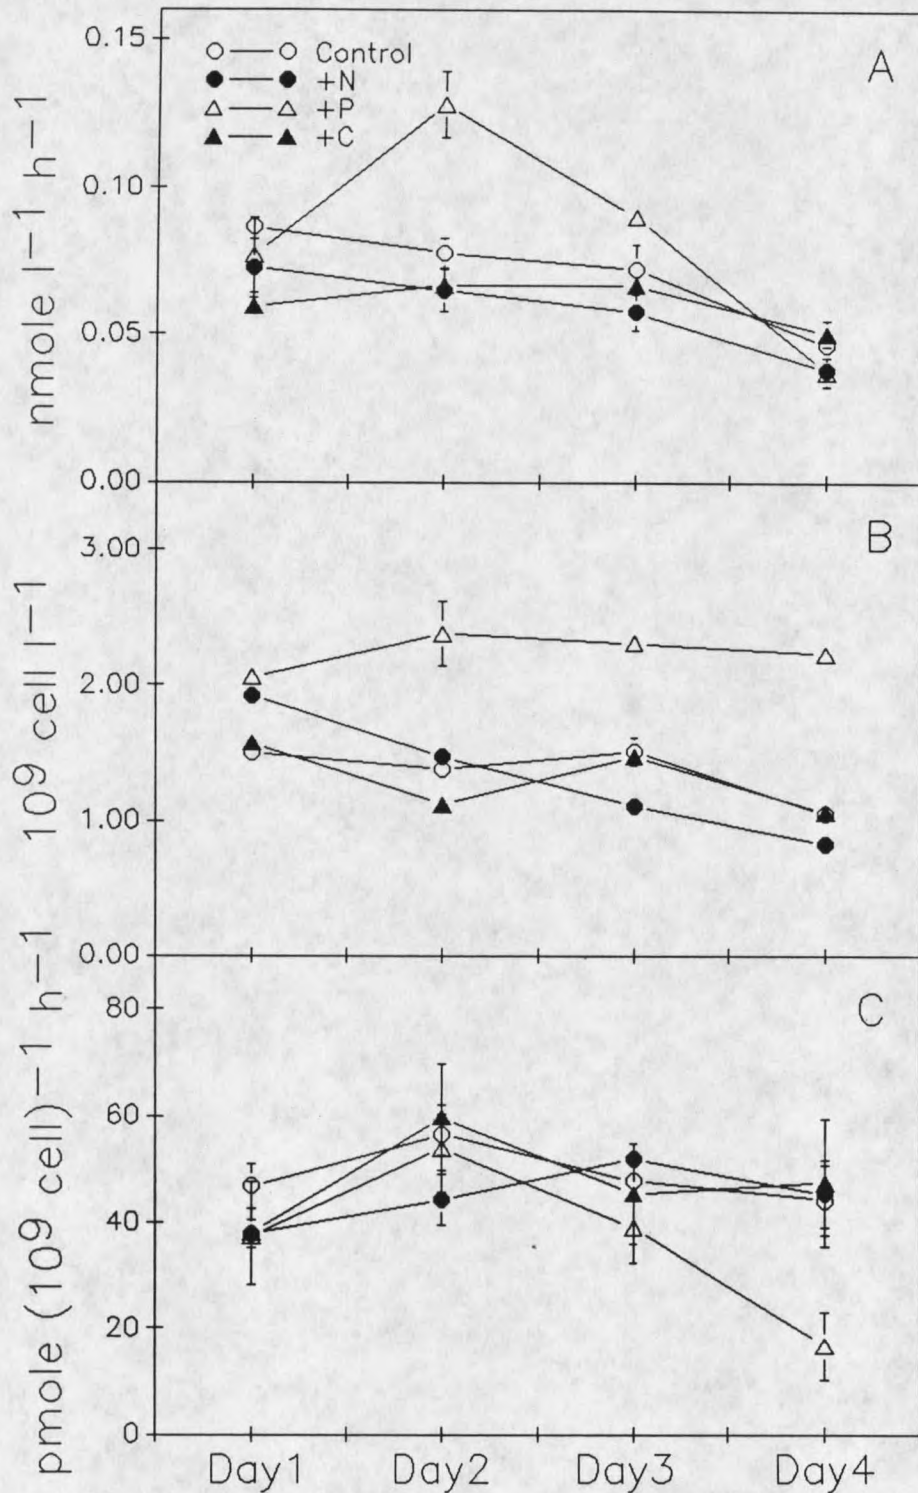 A
0.15
0.10
0.05
0.00
nmole l−1 h−1
Control
+N
+P
+C
B
3.00
2.00
1.00
0.00
10⁹ cell l−1
C
80
60
40
20
0
pmole (10⁹ cell)−1 h−1
Day1 Day2 Day3 Day4